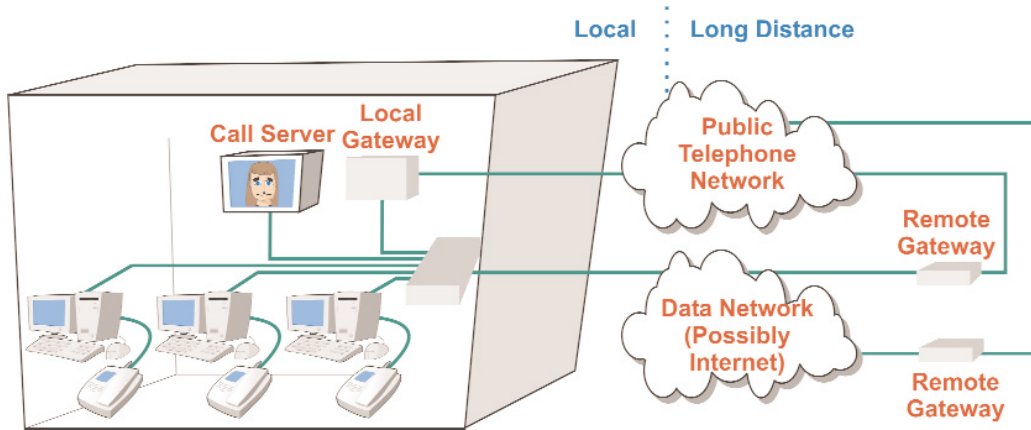 Local
Long Distance
Call Server
Local
Gateway
Public
Telephone
Network
Remote
Gateway
Data Network
(Possibly
Internet)
Remote
Gateway